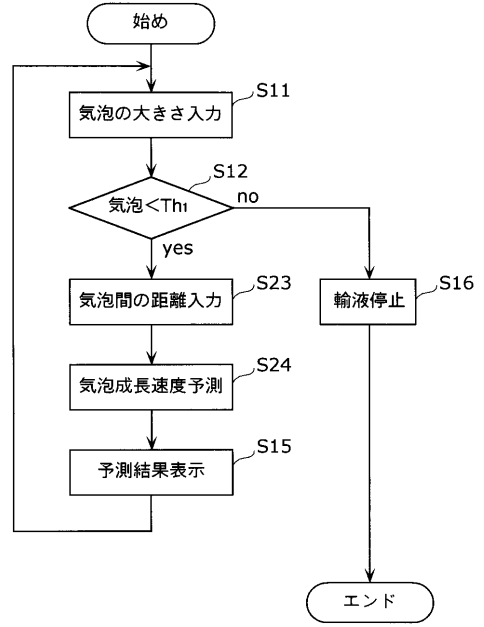 始め
気泡の大きさ入力
S11
気泡<Th1
S12
no
yes
気泡間の距離入力
S23
輸液停止
S16
気泡成長速度予測
S24
予測結果表示
S15
エンド